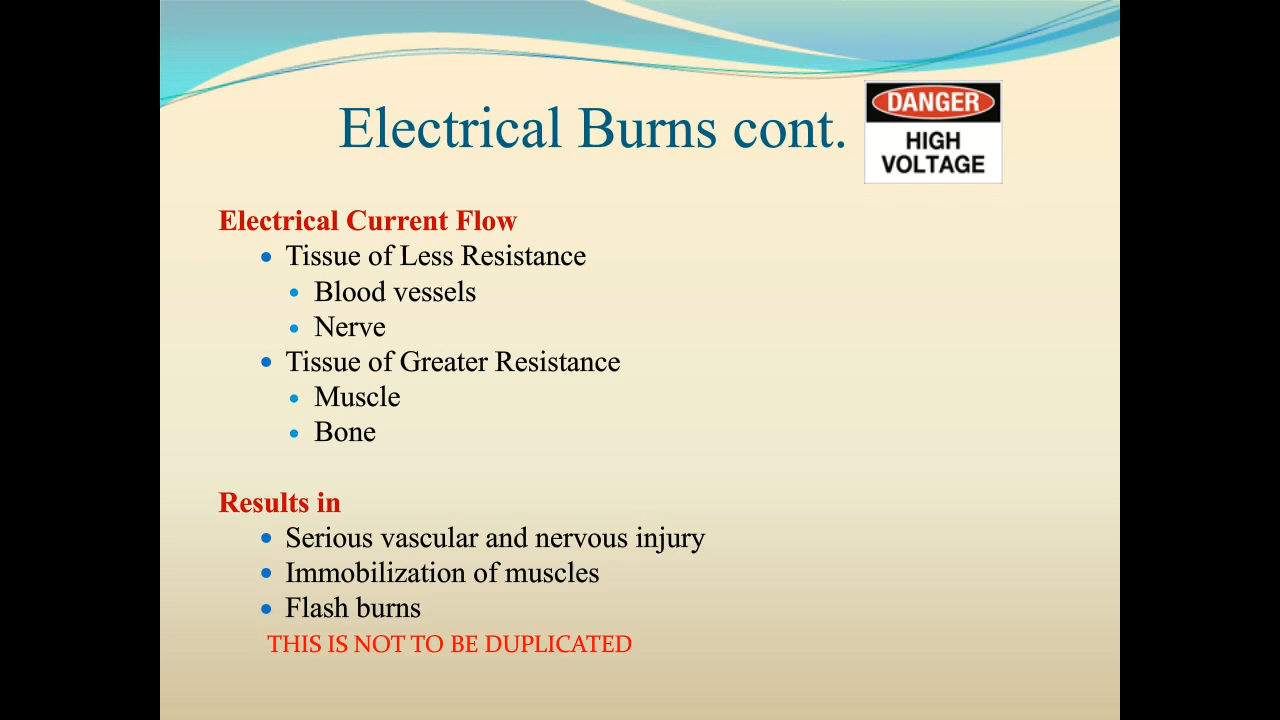 Electrical Burns cont.
DANGER
HIGH
VOLTAGE
Electrical Current Flow
Tissue of Less Resistance
Blood vessels
Nerve
Tissue of Greater Resistance
Muscle
Bone
Results in
Serious vascular and nervous injury
Immobilization of muscles
Flash burns
THIS IS NOT TO BE DUPLICATED